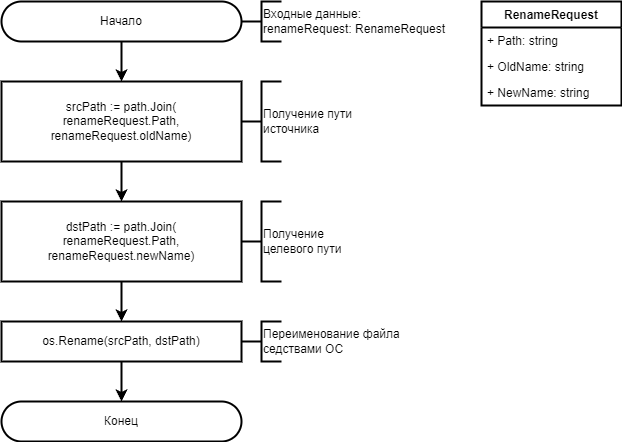 Начало
Входные данные:
renameRequest: RenameRequest
RenameRequest
+ Path: string
+ OldName: string
+ NewName: string
srcPath := path.Join(
renameRequest.Path,
renameRequest.oldName)
Получение пути
источника
dstPath := path.Join(
renameRequest.Path,
renameRequest.newName)
Получение
целевого пути
os.Rename(srcPath, dstPath)
Переименование файла
седствами ОС
Конец